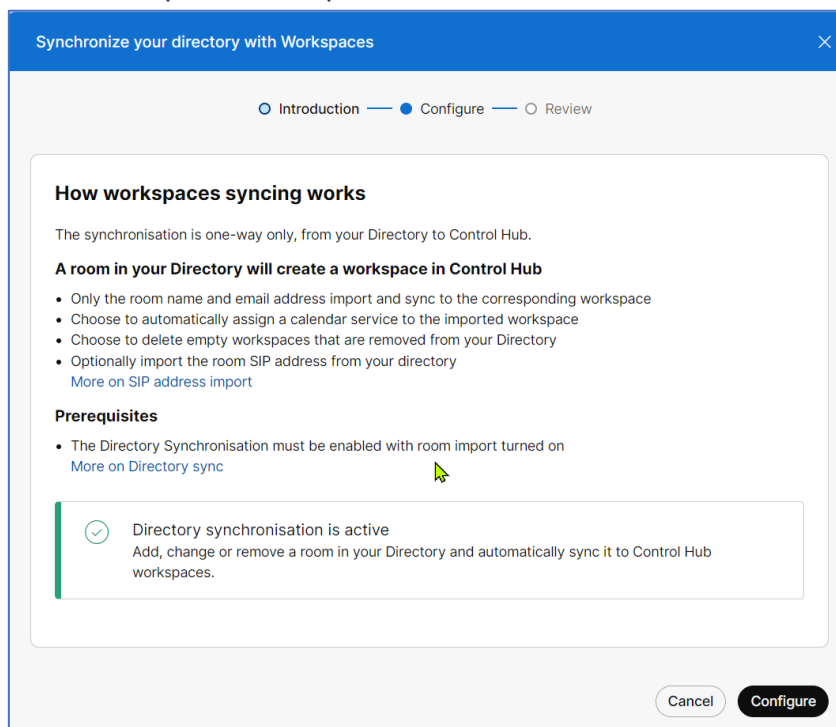 Synchronize your directory with Workspaces
Introduction
Configure
Review
How workspaces syncing works
The synchronisation is one-way only, from your Directory to Control Hub.
A room in your Directory will create a workspace in Control Hub
• Only the room name and email address import and sync to the corresponding workspace
• Choose to automatically assign a calendar service to the imported workspace
• Choose to delete empty workspaces that are removed from your Directory
• Optionally import the room SIP address from your directory
More on SIP address import
Prerequisites
• The Directory Synchronisation must be enabled with room import turned on
More on Directory sync
Directory synchronisation is active
Add, change or remove a room in your Directory and automatically sync it to Control Hub
workspaces.
Cancel
Configure